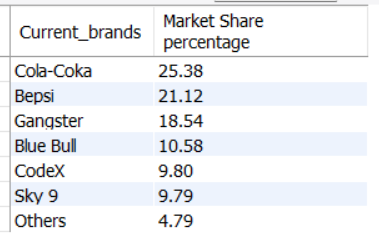 Current_brands Market Share percentage
Cola-Coka 25.38
Bepsi 21.12
Gangster 18.54
Blue Bull 10.58
CodeX 9.80
Sky 9 9.79
Others 4.79